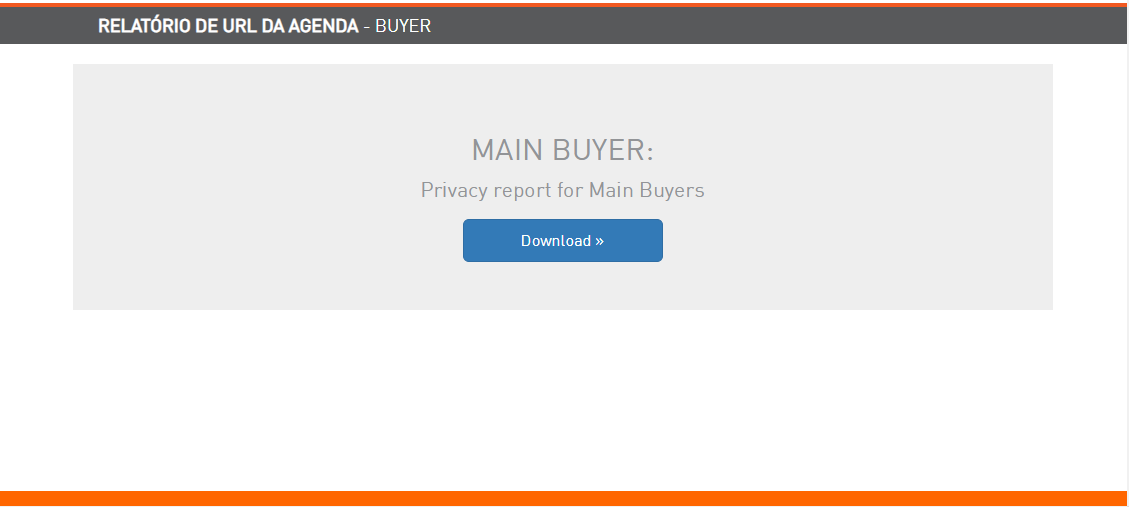 RELATÓRIO DE URL DA AGENDA - BUYER
MAIN BUYER:
Privacy report for Main Buyers
Download »